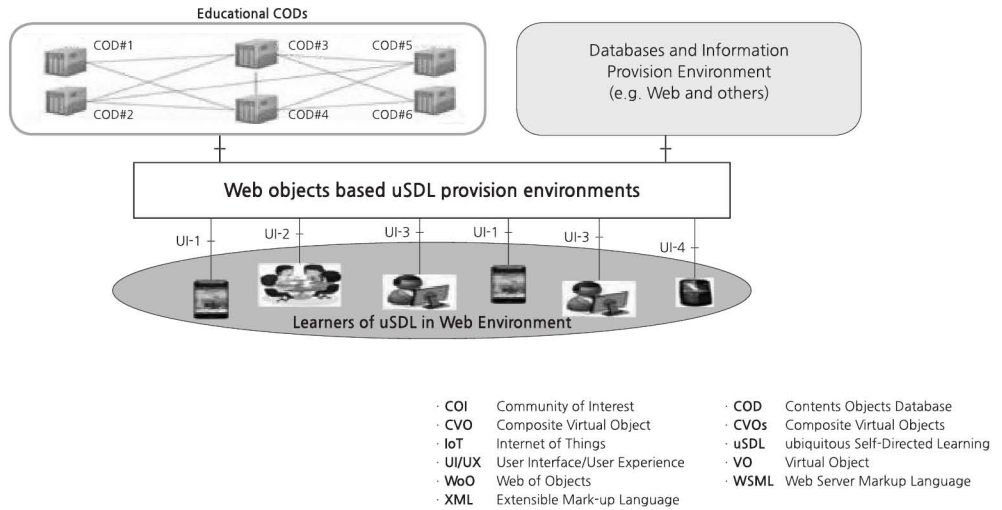 Educational CODs
COD#1
COD#3
COD#5
COD#2
COD#4
COD#6
Databases and Information
Provision Environment
(e.g. Web and others)
Web objects based uSDL provision environments
UI-1
UI-2
UI-3
UI-1
UI-3
UI-4
Learners of uSDL in Web Environment
· COI Community of Interest
· CVO Composite Virtual Object
· IoT Internet of Things
· UI/UX User Interface/User Experience
· WoO Web of Objects
· XML Extensible Mark-up Language
· COD Contents Objects Database
· CVOs Composite Virtual Objects
· uSDL ubiquitous Self-Directed Learning
· VO Virtual Object
· WSML Web Server Markup Language